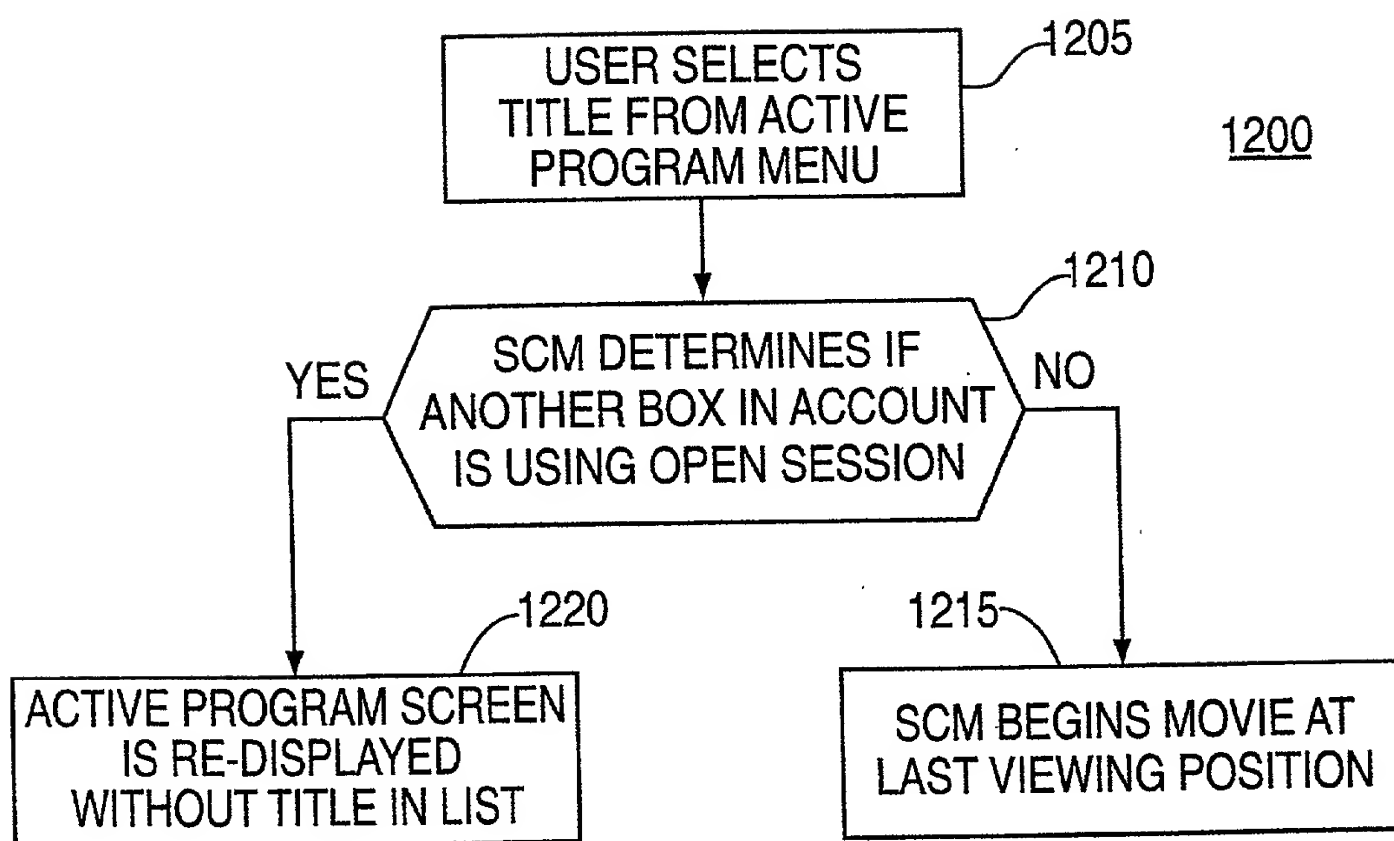 USER SELECTS
TITLE FROM ACTIVE
PROGRAM MENU
1205
1200
1210
SCM DETERMINES IF
ANOTHER BOX IN ACCOUNT
IS USING OPEN SESSION
YES
NO
1220
ACTIVE PROGRAM SCREEN
IS RE-DISPLAYED
WITHOUT TITLE IN LIST
1215
SCM BEGINS MOVIE AT
LAST VIEWING POSITION